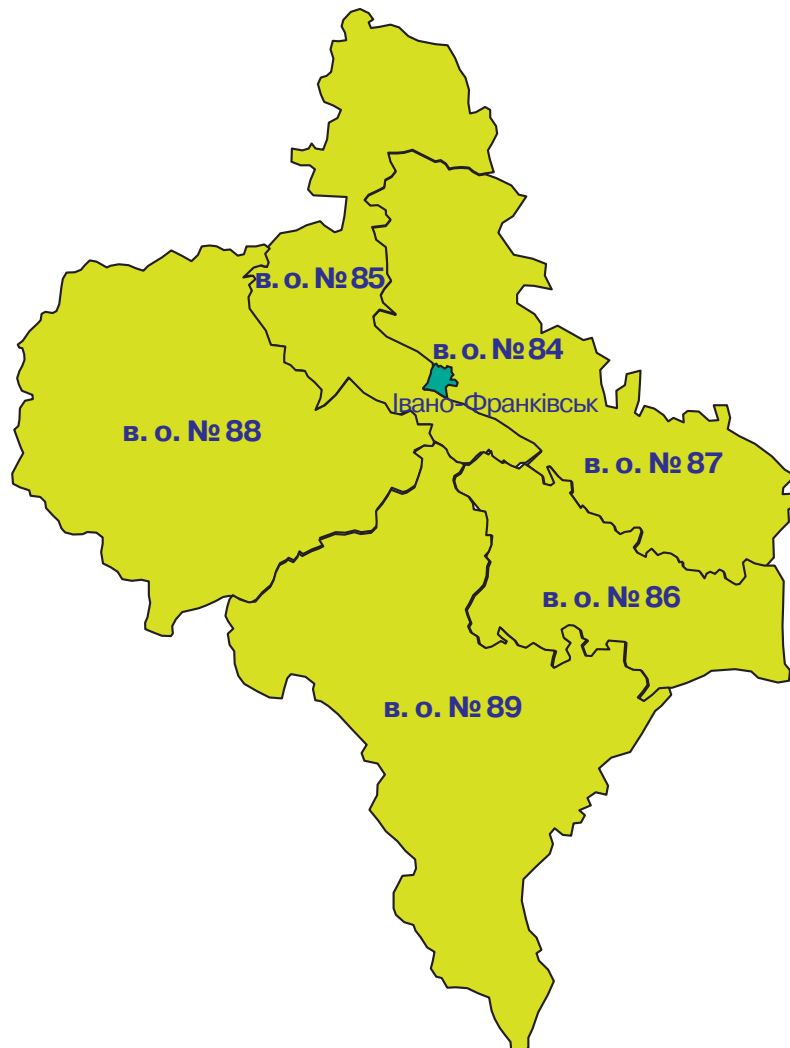 в. о. № 85
в. о. № 84
Івано-Франківськ
в. о. № 88
в. о. № 87
в. о. № 86
в. о. № 89